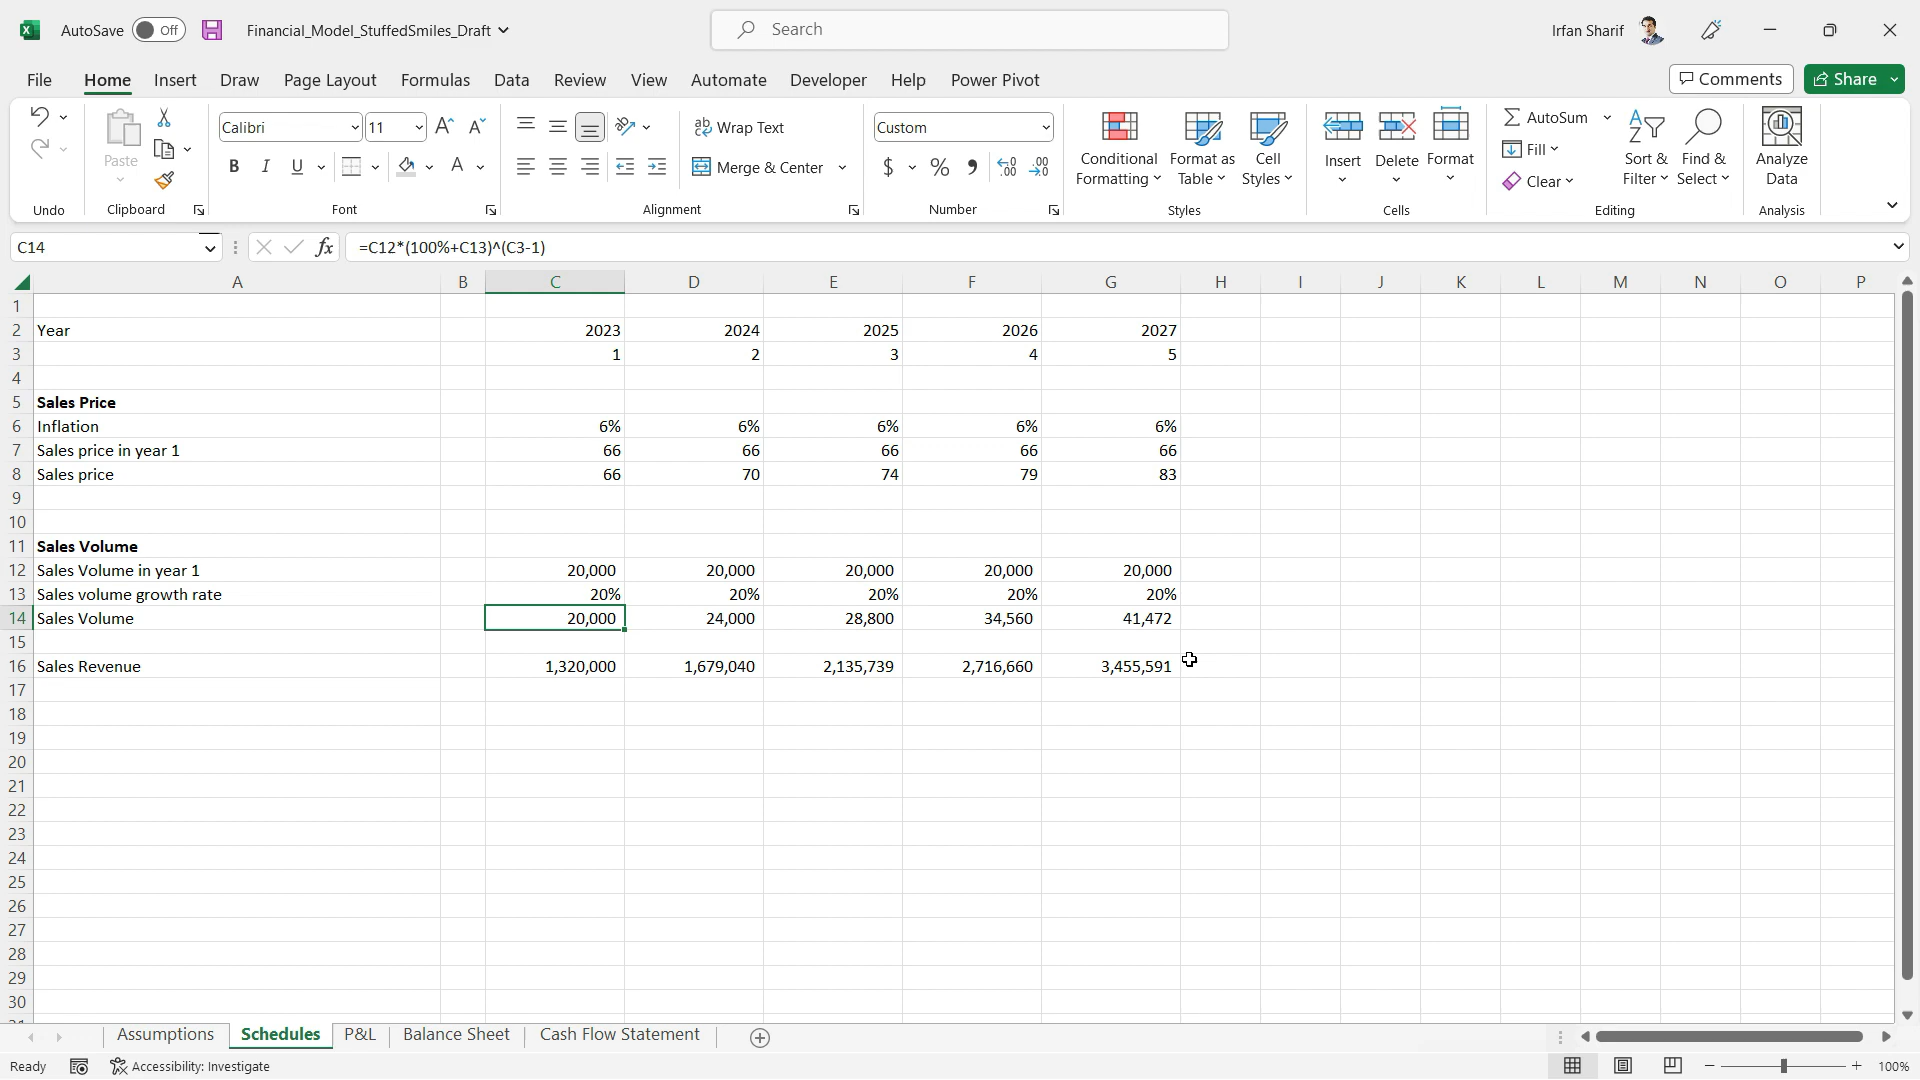 AutoSave Off Financial_Model_StuffedSmiles_Draft Search Irfan Sharif
File Home Insert Draw Page Layout Formulas Data Review View Automate Developer Help Power Pivot Comments Share
Calibri 11 Wrap Text Custom AutoSum
Paste B I U Merge & Center $ % , Conditional Formatting Format as Table Cell Styles Insert Delete Format Fill Sort & Filter Find & Select Analyze Data
Clear
Undo Clipboard Font Alignment Number Styles Cells Editing Analysis
C14 fx =C12*(100%+C13)^(C3-1)
A B C D E F G H I J K L M N O P
1
2 Year 2023 2024 2025 2026 2027
3 1 2 3 4 5
4
5 Sales Price
6 Inflation 6% 6% 6% 6% 6%
7 Sales price in year 1 66 66 66 66 66
8 Sales price 66 70 74 79 83
9
10
11 Sales Volume
12 Sales Volume in year 1 20,000 20,000 20,000 20,000 20,000
13 Sales volume growth rate 20% 20% 20% 20% 20%
14 Sales Volume 20,000 24,000 28,800 34,560 41,472
15
16 Sales Revenue 1,320,000 1,679,040 2,135,739 2,716,660 3,455,591
17
18
19
20
21
22
23
24
25
26
27
28
29
30
Assumptions Schedules P&L Balance Sheet Cash Flow Statement
Ready Accessibility: Investigate 100%